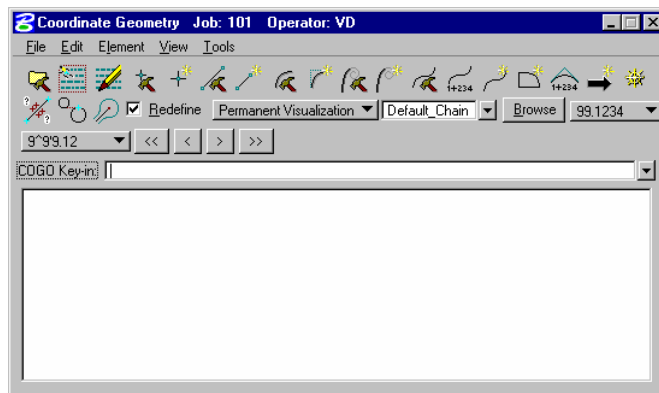 Coordinate Geometry Job: 101 Operator: VD
File Edit Element View Tools
1+234 1+234
Redefine Permanent Visualization Default_Chain Browse 99.1234
9^9'9.12 << < > >>
COGO Key-in: